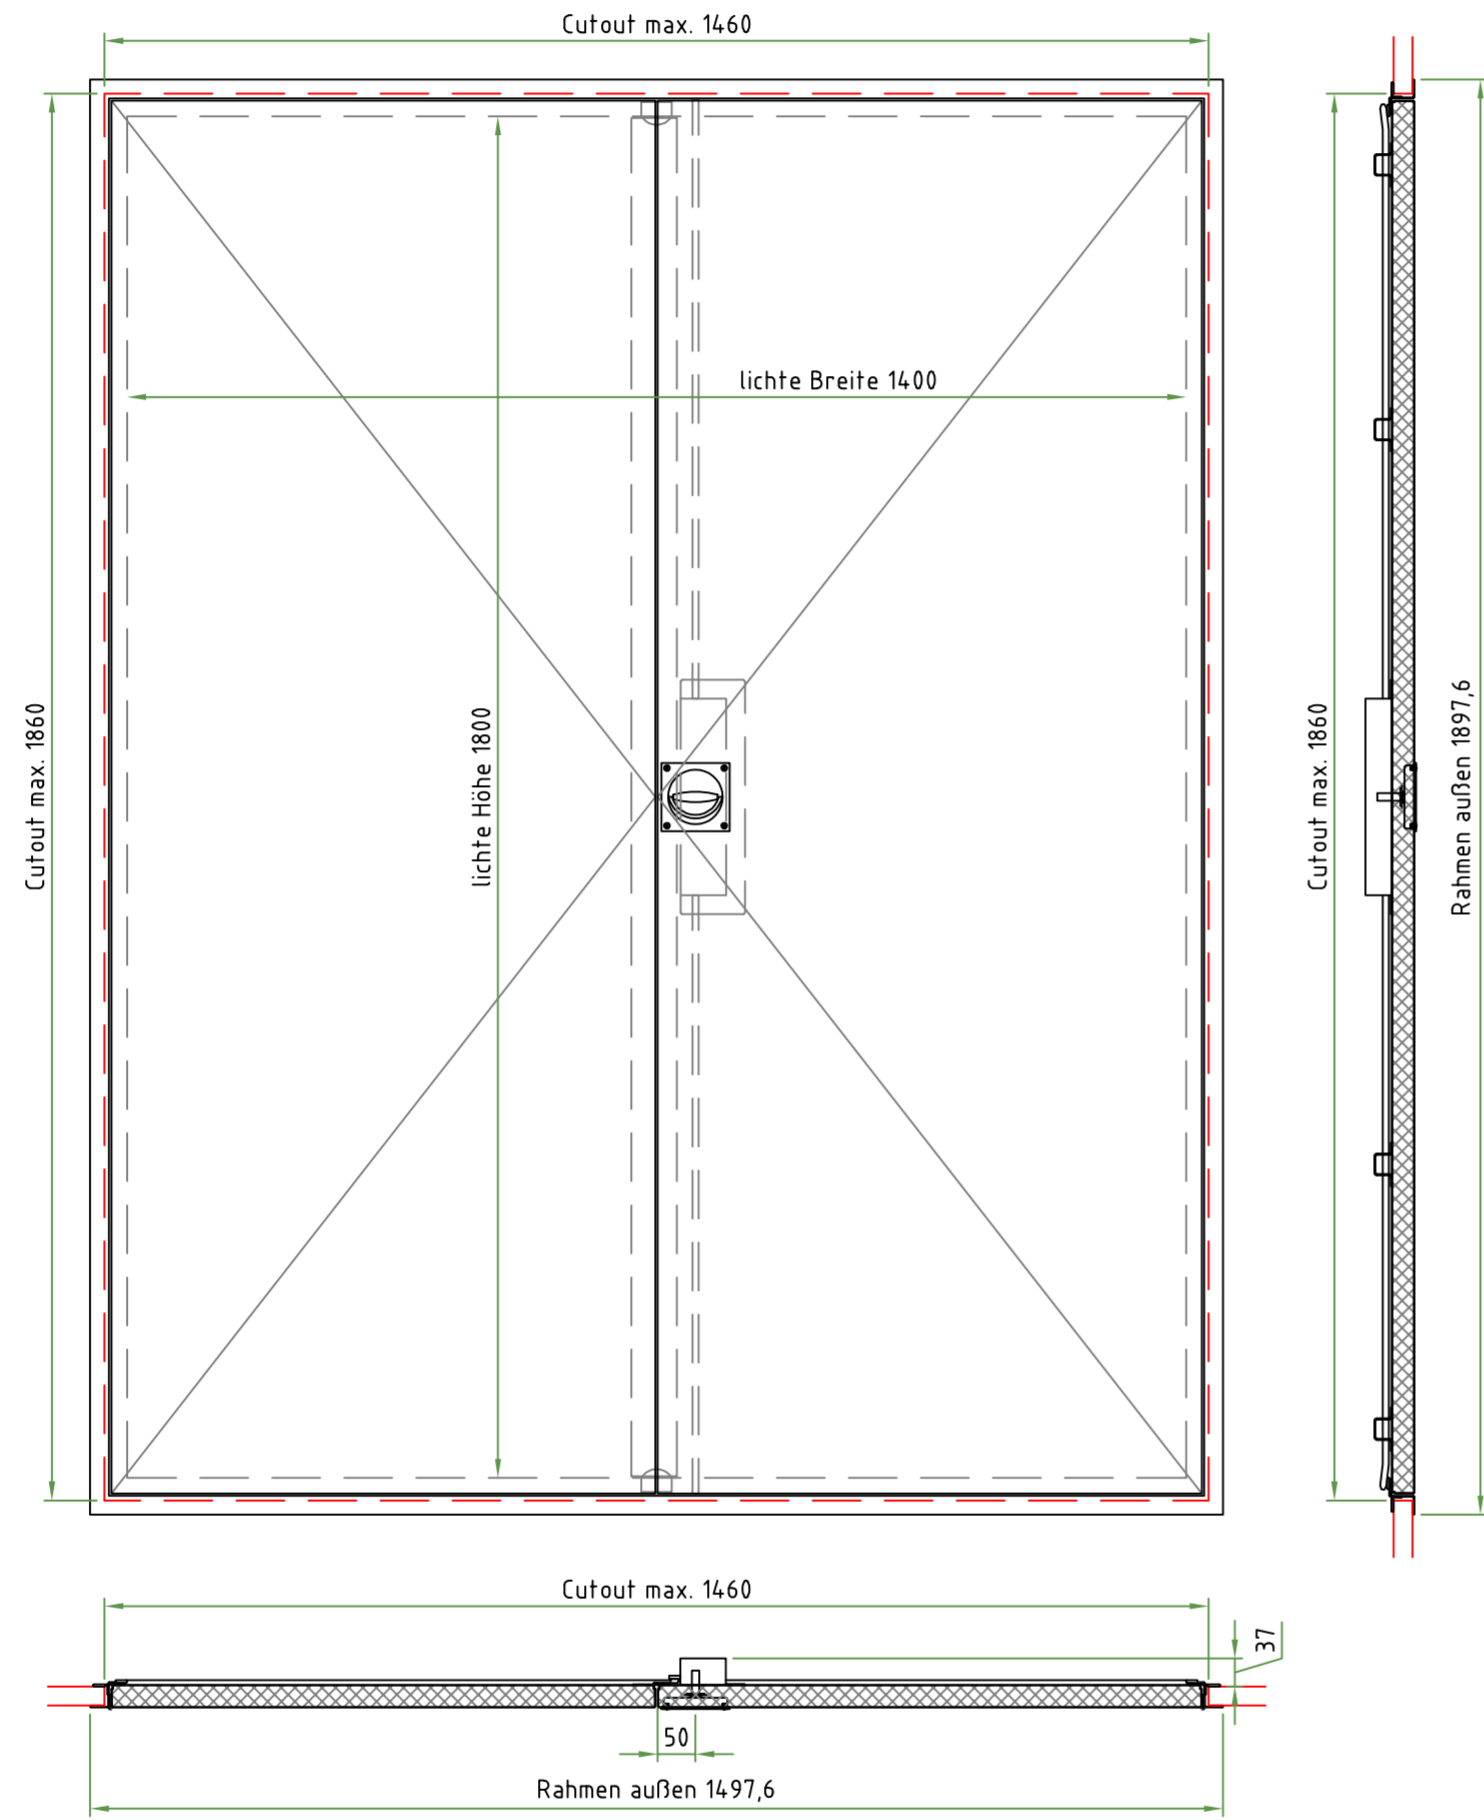 Cutout max. 1460
lichte Breite 1400
Cutout max. 1860
lichte Höhe 1800
Cutout max. 1860
Rahmen außen 1897,6
Cutout max. 1460
37
50
Rahmen außen 1497,6